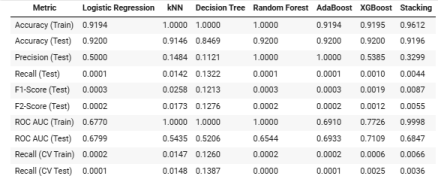 Metric Logistic Regression kNN Decision Tree Random Forest AdaBoost XGBoost Stacking
Accuracy (Train) 0.9194 1.0000 1.0000 1.0000 0.9194 0.9195 0.9612
Accuracy (Test) 0.9200 0.9146 0.8469 0.9200 0.9200 0.9200 0.9196
Precision (Test) 0.5000 0.1484 0.1121 1.0000 1.0000 0.5385 0.3299
Recall (Test) 0.0001 0.0142 0.1322 0.0001 0.0001 0.0010 0.0044
F1-Score (Test) 0.0003 0.0258 0.1213 0.0003 0.0003 0.0019 0.0087
F2-Score (Test) 0.0002 0.0173 0.1276 0.0002 0.0002 0.0012 0.0055
ROC AUC (Train) 0.6770 1.0000 1.0000 1.0000 0.6910 0.7726 0.9998
ROC AUC (Test) 0.6799 0.5435 0.5206 0.6544 0.6933 0.7109 0.6847
Recall (CV Train) 0.0002 0.0147 0.1260 0.0002 0.0002 0.0006 0.0066
Recall (CV Test) 0.0001 0.0148 0.1387 0.0000 0.0001 0.0025 0.0036